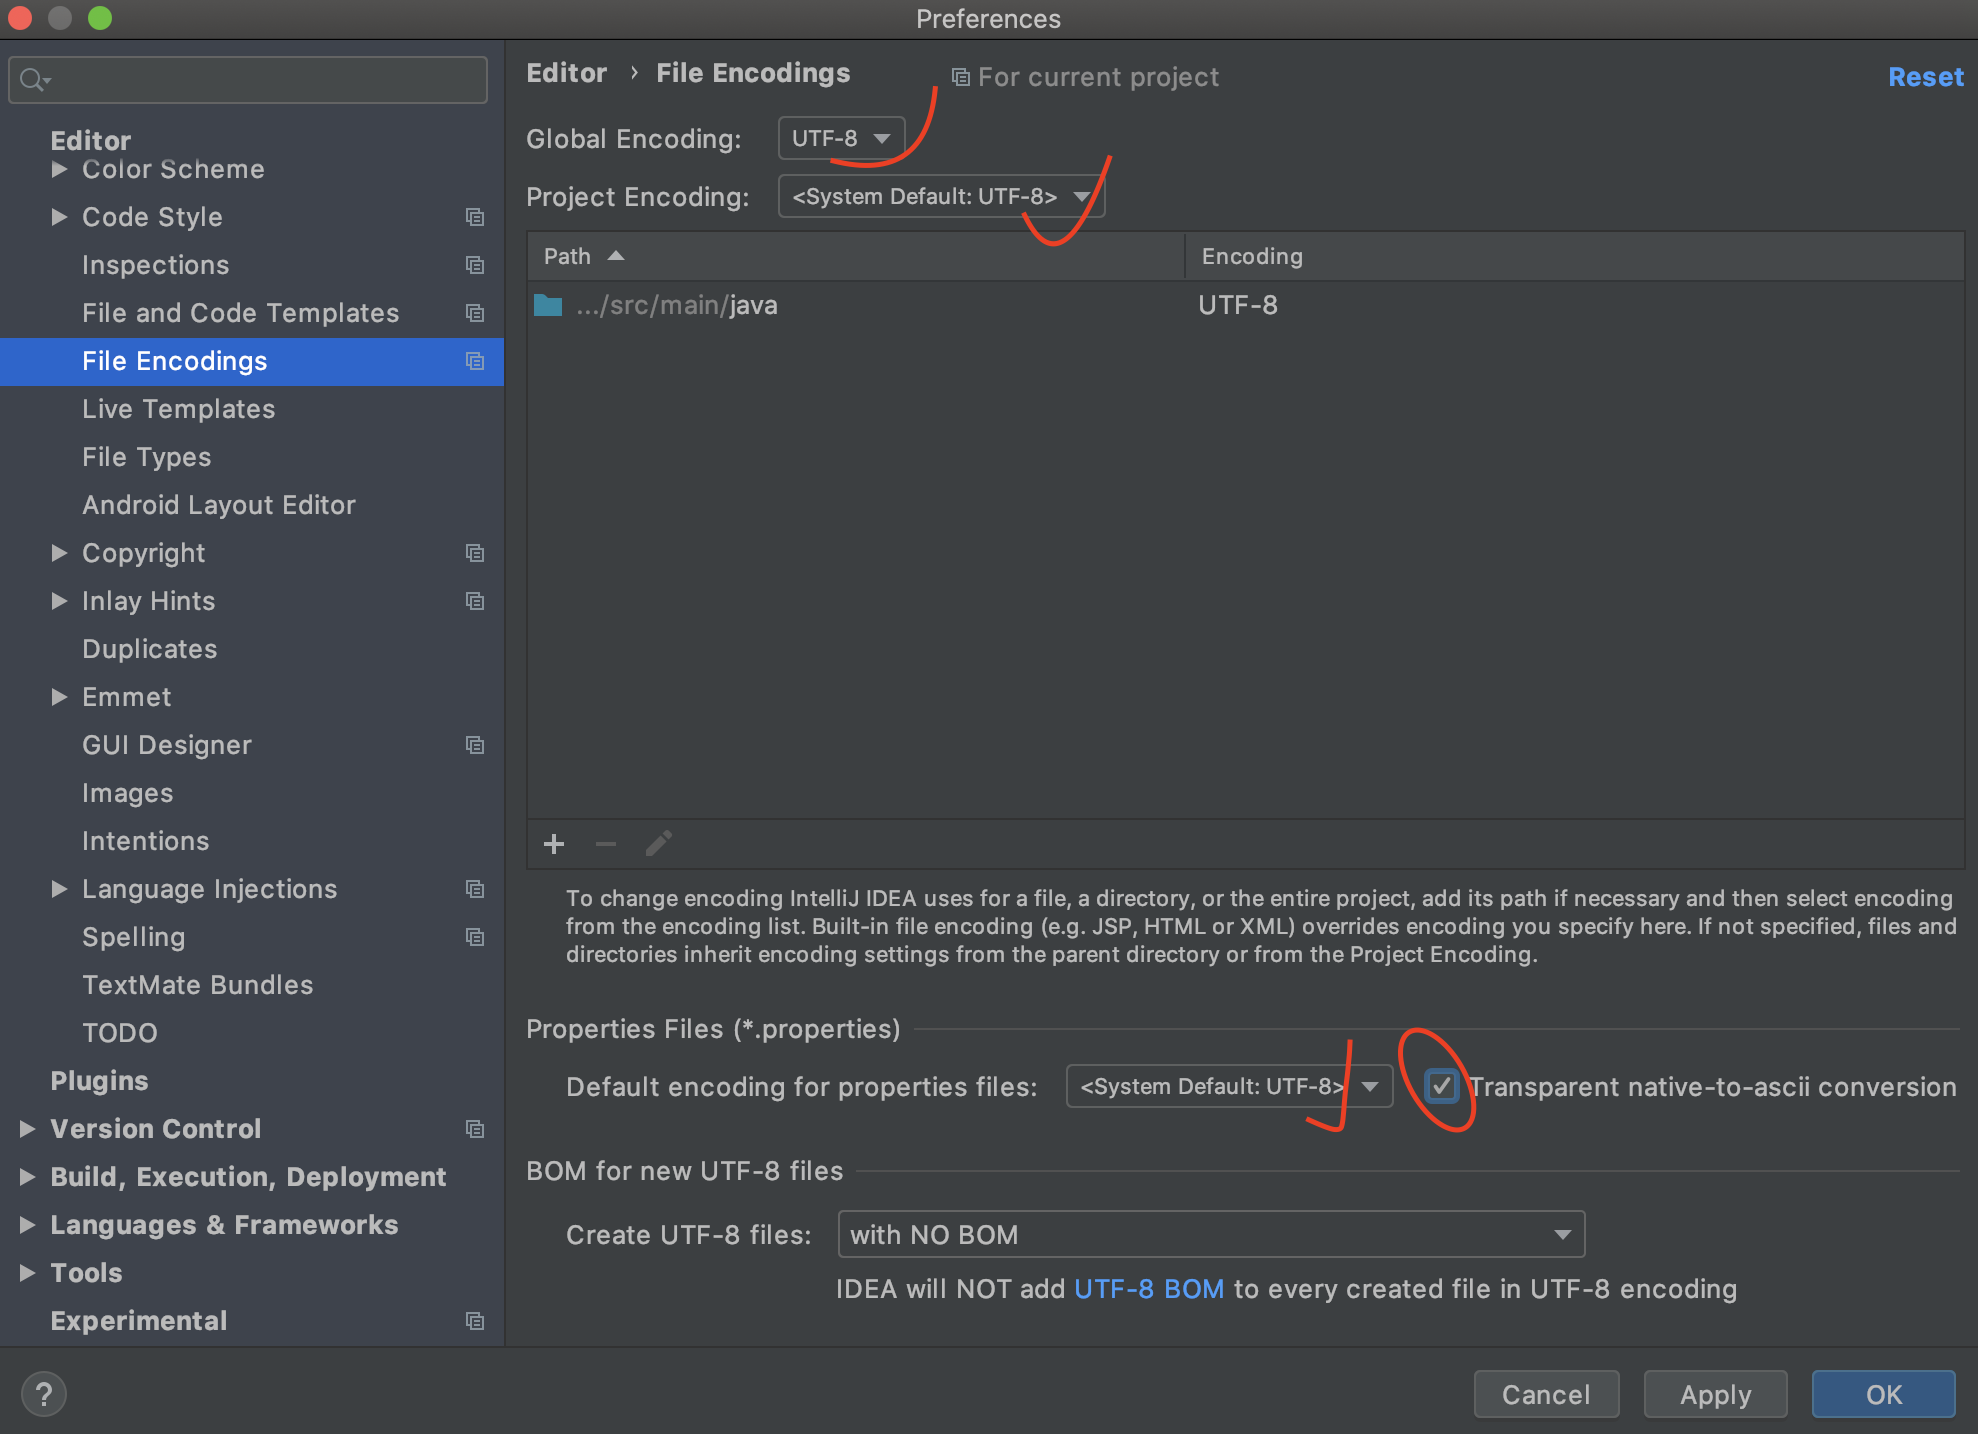 Preferences
Editor
Color Scheme
Code Style
Inspections
File and Code Templates
File Encodings
Live Templates
File Types
Android Layout Editor
Copyright
Inlay Hints
Duplicates
Emmet
GUI Designer
Images
Intentions
Language Injections
Spelling
TextMate Bundles
TODO
Plugins
Version Control
Build, Execution, Deployment
Languages & Frameworks
Tools
Experimental
Editor › File Encodings For current project Reset
Global Encoding: UTF-8
Project Encoding: <System Default: UTF-8>
Path Encoding
.../src/main/java UTF-8
To change encoding IntelliJ IDEA uses for a file, a directory, or the entire project, add its path if necessary and then select encoding
from the encoding list. Built-in file encoding (e.g. JSP, HTML or XML) overrides encoding you specify here. If not specified, files and
directories inherit encoding settings from the parent directory or from the Project Encoding.
Properties Files (*.properties)
Default encoding for properties files: <System Default: UTF-8> Transparent native-to-ascii conversion
BOM for new UTF-8 files
Create UTF-8 files: with NO BOM
IDEA will NOT add UTF-8 BOM to every created file in UTF-8 encoding
? Cancel Apply OK